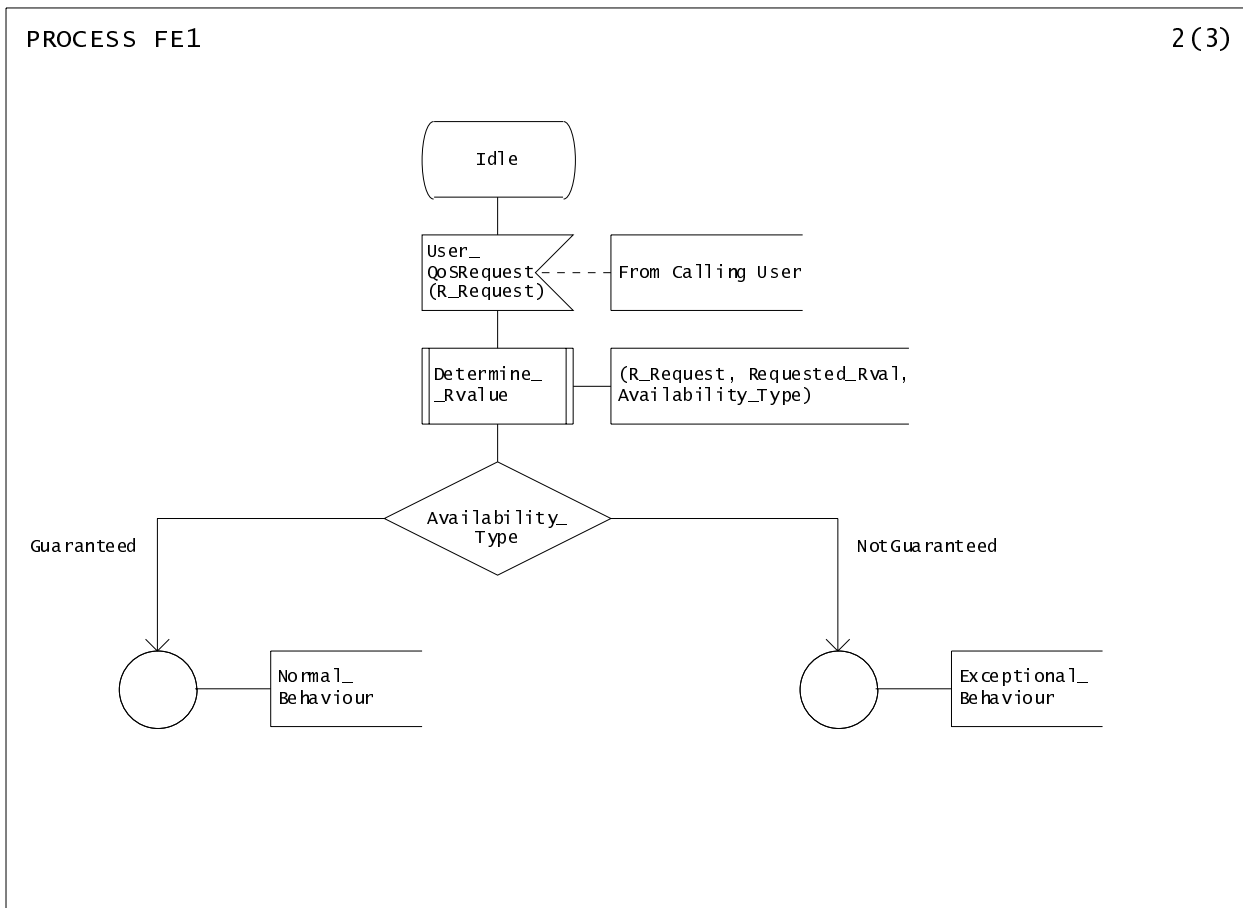 PROCESS FE1
2(3)
Idle
User_
QoSRequest
(R_Request)
From Calling User
Determine_
_Rvalue
(R_Request, Requested_Rval,
Availability_Type)
Availability_
Type
Guaranteed
NotGuaranteed
Normal_
Behaviour
Exceptional_
Behaviour